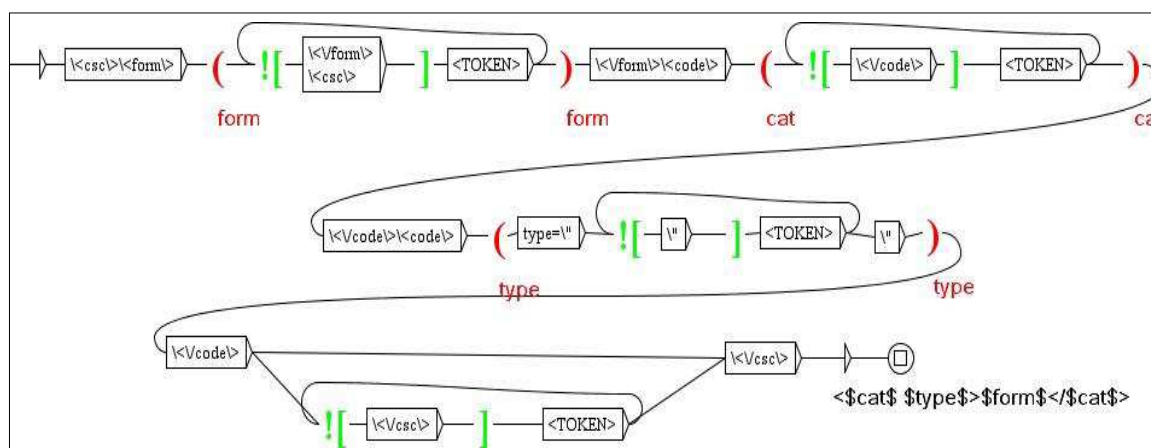 \<csc\>\<form\> ( ![ \<\/form\> \<csc\> ] <TOKEN> ) \<\/form\>\<code\> ( ![ \<\/code\> ] <TOKEN> )
form form cat ca
\<\/code\>\<code\> ( type=\" ![ \" ] <TOKEN> \" )
type type
\<\/code\> \<\/csc\>
<$cat$ $type$>$form$</$cat$>
![ \<\/csc\> ] <TOKEN>